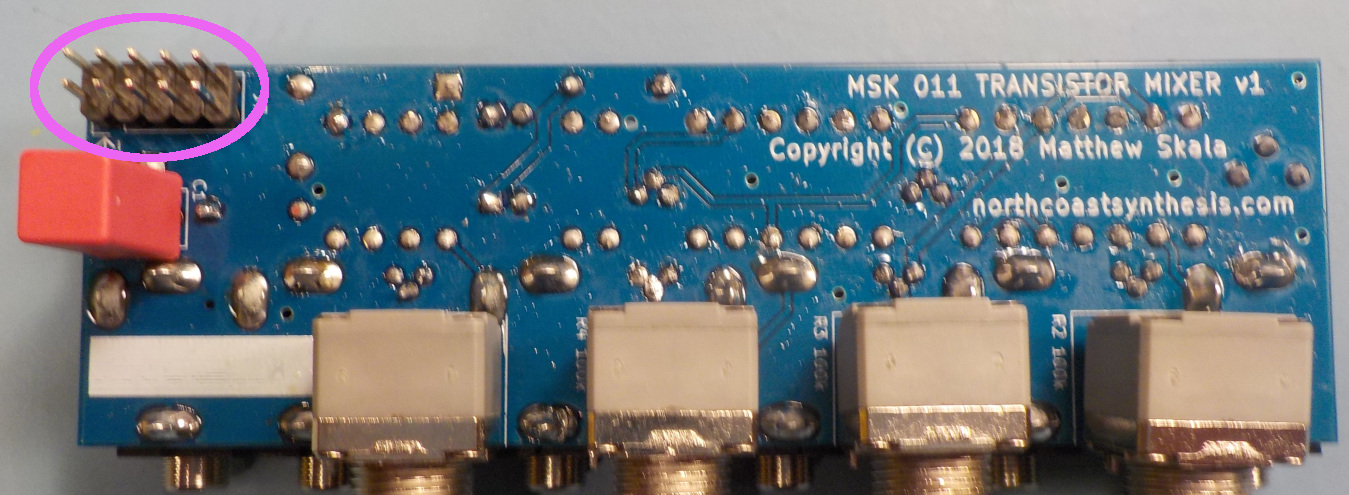 MSK 011 TRANSISTOR MIXER v1
Copyright (C) 2018 Matthew Skala
northcoastsynthesis.com
R4 100k
R3 100k
R2 100k